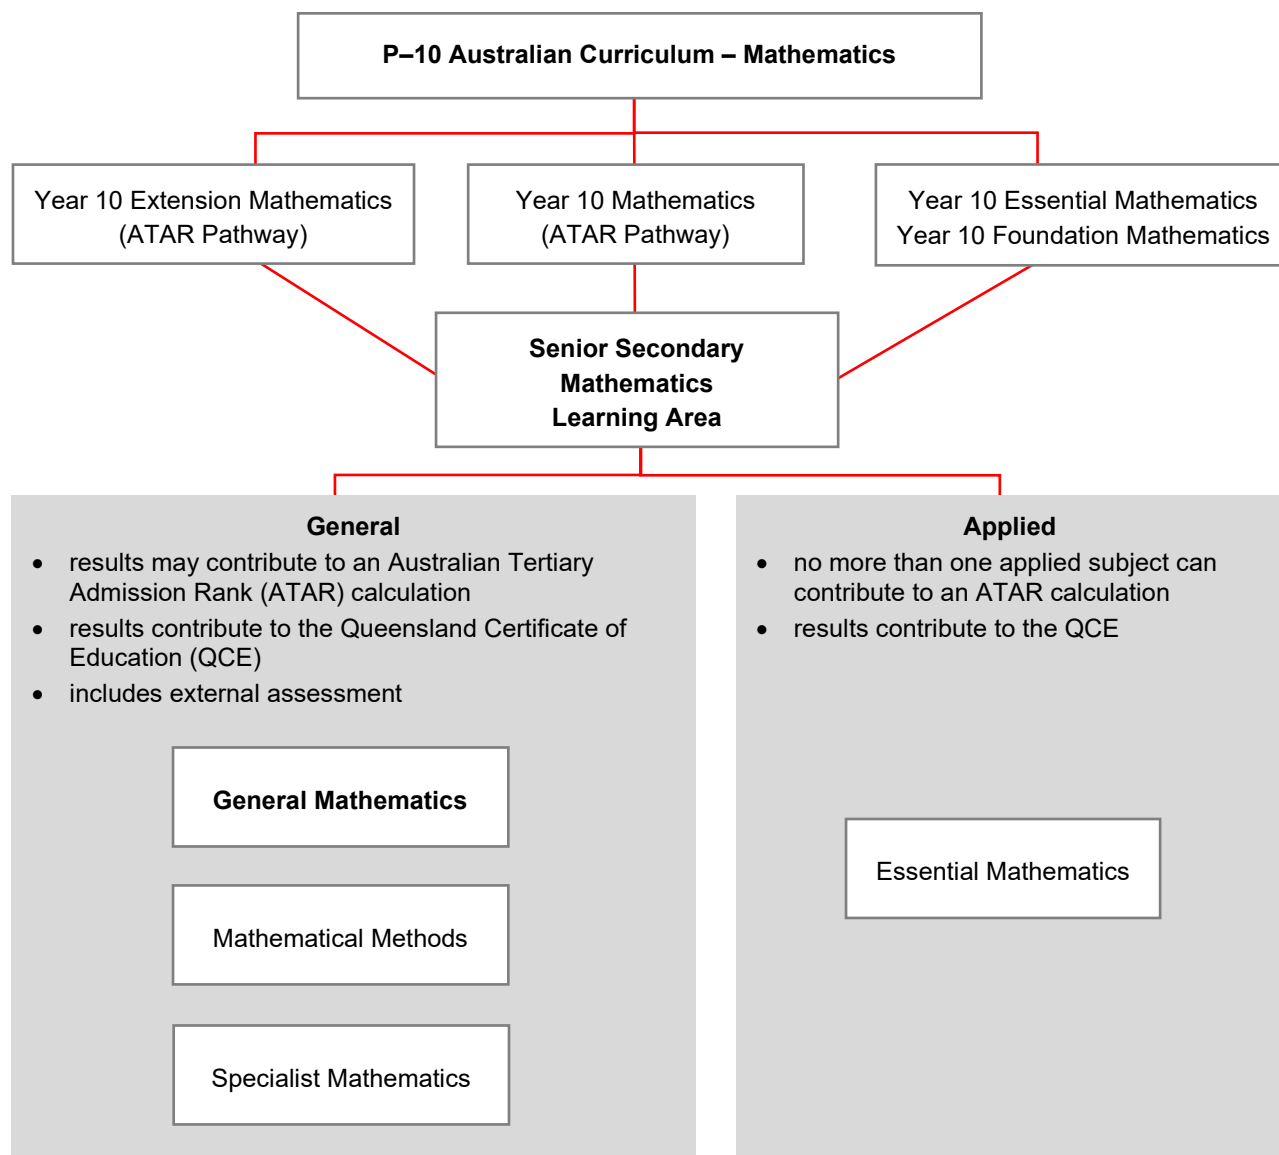 P–10 Australian Curriculum – Mathematics
Year 10 Extension Mathematics
(ATAR Pathway)
Year 10 Mathematics
(ATAR Pathway)
Year 10 Essential Mathematics
Year 10 Foundation Mathematics
Senior Secondary
Mathematics
Learning Area
General
• results may contribute to an Australian Tertiary
Admission Rank (ATAR) calculation
• results contribute to the Queensland Certificate of
Education (QCE)
• includes external assessment
General Mathematics
Mathematical Methods
Specialist Mathematics
Applied
• no more than one applied subject can
contribute to an ATAR calculation
• results contribute to the QCE
Essential Mathematics